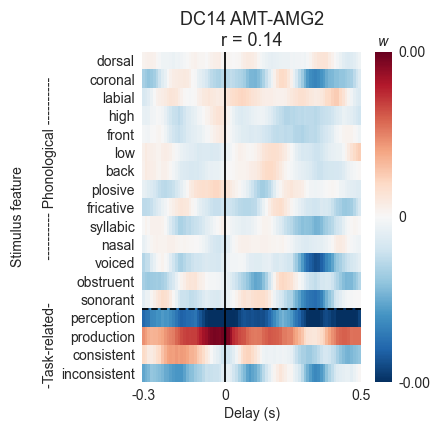 DC14 AMT-AMG2
r = 0.14
w
dorsal
coronal
labial
high
front
low
back
plosive
fricative
syllabic
nasal
voiced
obstruent
sonorant
perception
production
consistent
inconsistent
Stimulus feature
-Task-related- ---------- Phonological ----------
0.00
0
-0.00
-0.3
0
0.5
Delay (s)